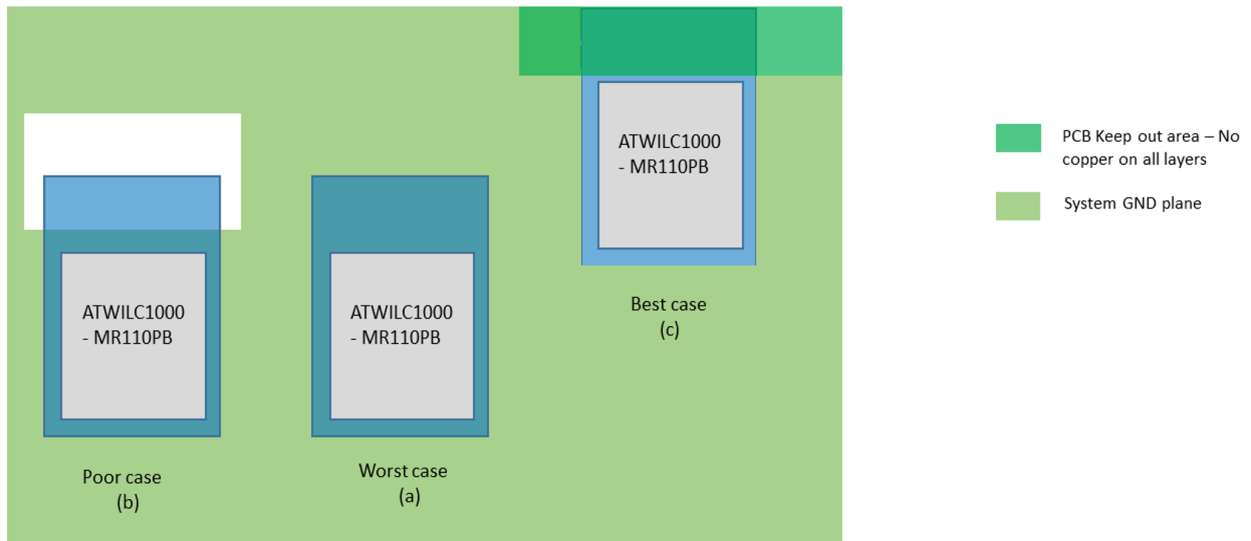 ATWILC1000
- MR110PB
Poor case
(b)
ATWILC1000
- MR110PB
Worst case
(a)
ATWILC1000
- MR110PB
Best case
(c)
PCB Keep out area – No
copper on all layers
System GND plane